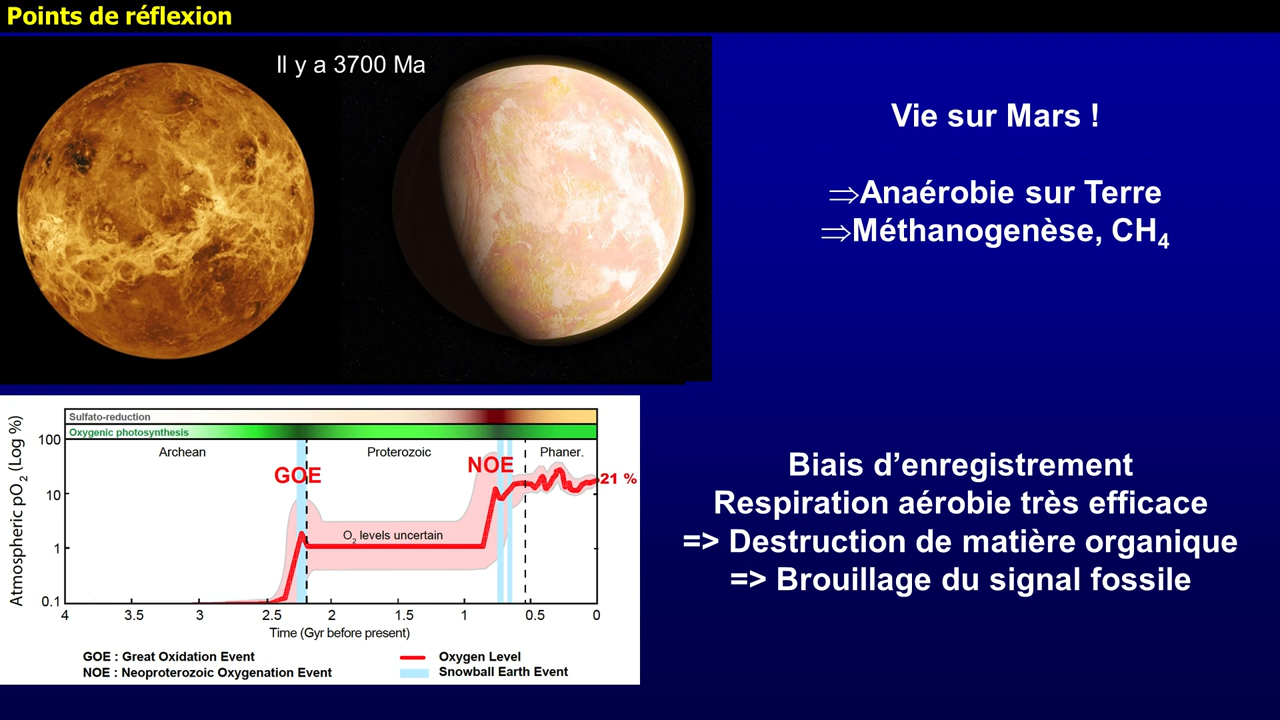 Points de réflexion
Il y a 3700 Ma
Vie sur Mars !
⇒Anaérobie sur Terre
⇒Méthanogenèse, CH4
Sulfato-reduction
Oxygenic photosynthesis
Atmospheric pO2 (Log %)
100
10
1
0.1
Archean
Proterozoic
Phaner.
GOE
NOE
21 %
O2 levels uncertain
4 3.5 3 2.5 2 1.5 1 0.5 0
Time (Gyr before present)
GOE : Great Oxidation Event
NOE : Neoproterozoic Oxygenation Event
Oxygen Level
Snowball Earth Event
Biais d’enregistrement
Respiration aérobie très efficace
=> Destruction de matière organique
=> Brouillage du signal fossile